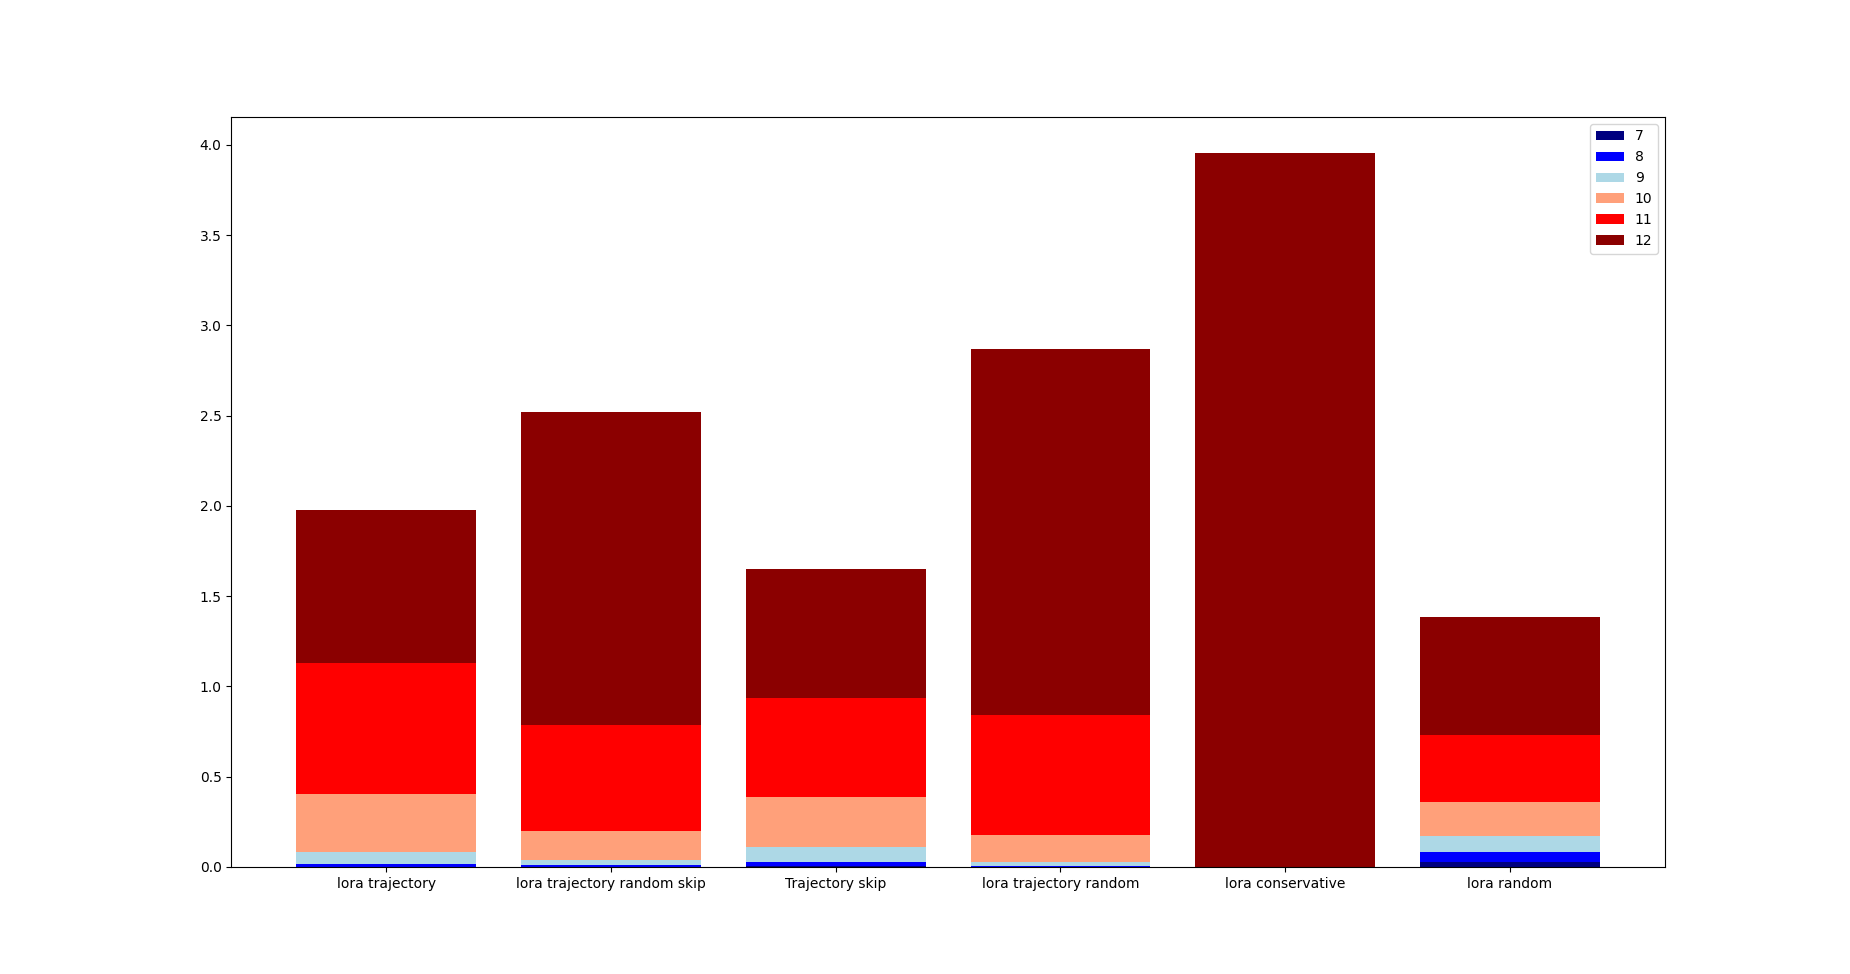 4.0
3.5
3.0
2.5
2.0
1.5
1.0
0.5
0.0
7
8
9
10
11
12
lora trajectory
lora trajectory random skip
Trajectory skip
lora trajectory random
lora conservative
lora random